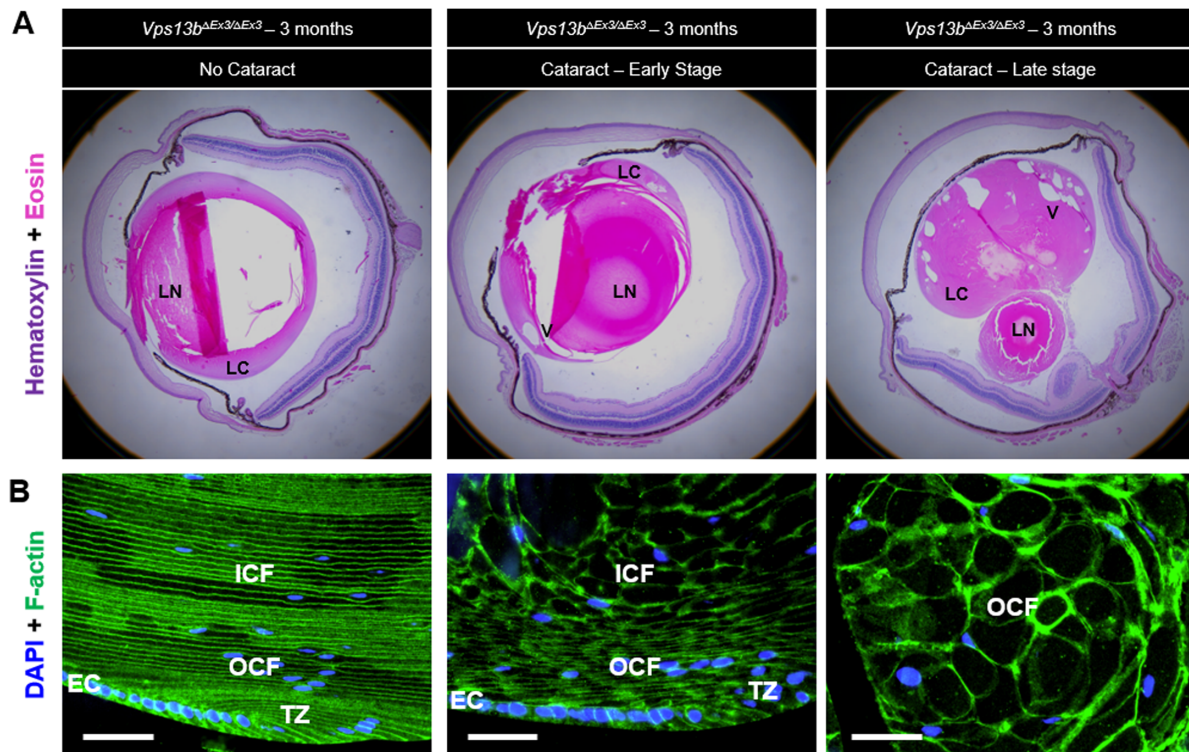 A
Vps13b^ΔEx3/ΔEx3 – 3 months
No Cataract
Vps13b^ΔEx3/ΔEx3 – 3 months
Cataract – Early Stage
Vps13b^ΔEx3/ΔEx3 – 3 months
Cataract – Late stage
Hematoxylin + Eosin
LN
LC
LC
LN
V
V
LC
LN
B
DAPI + F-actin
ICF
OCF
EC
TZ
ICF
OCF
EC
TZ
OCF